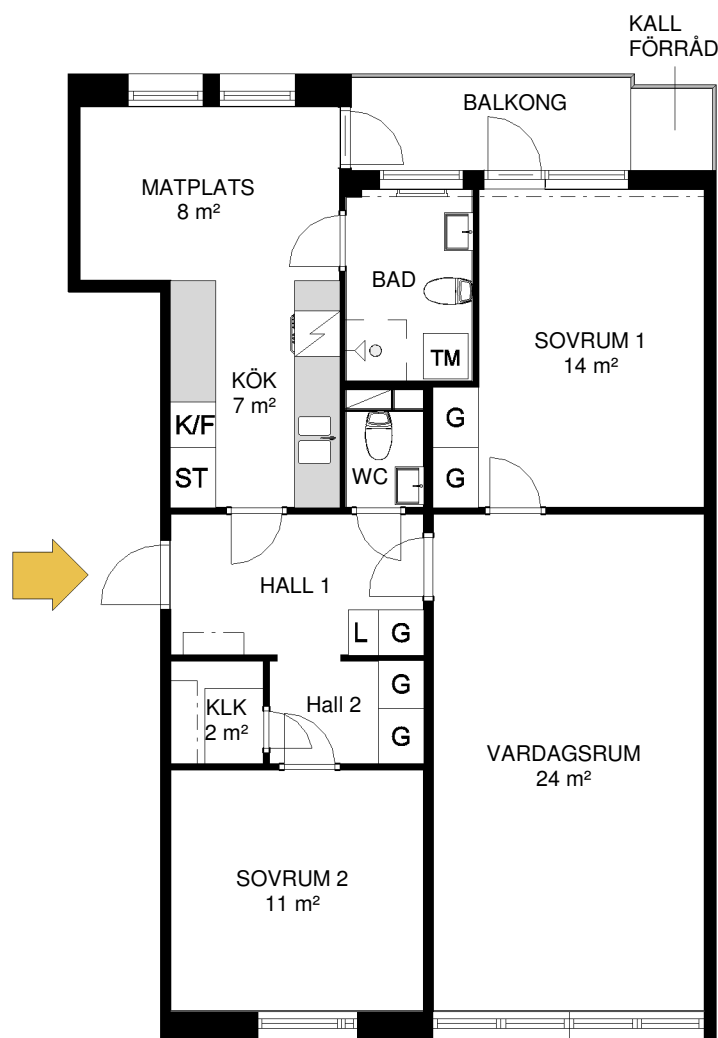 KALL
FÖRRÅD
BALKONG
MATPLATS
8 m²
BAD
SOVRUM 1
14 m²
TM
KÖK
7 m²
K/F
G
ST
WC
G
HALL 1
L G
G
KLK
2 m²
Hall 2
G
VARDAGSRUM
24 m²
SOVRUM 2
11 m²